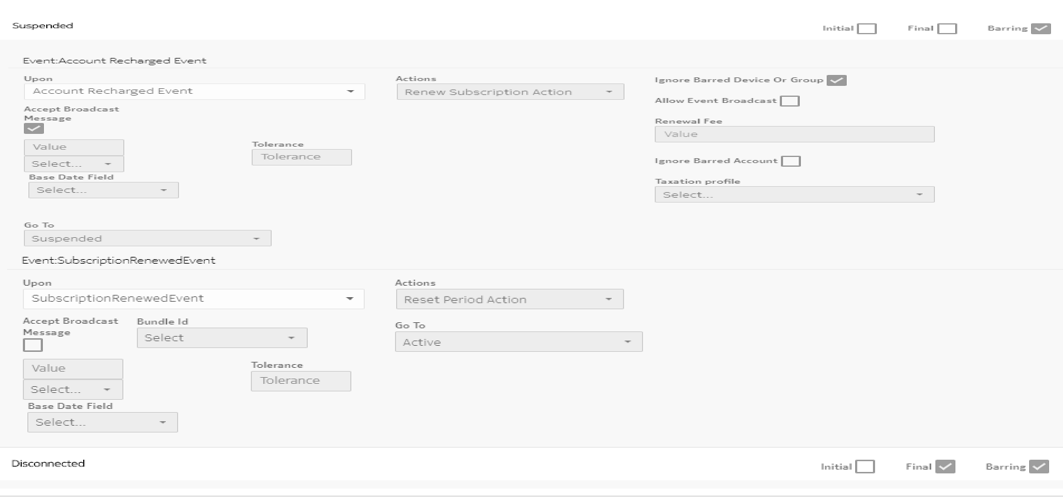 Suspended
Initial Final Barring
Event:Account Recharged Event
Upon Actions
Account Recharged Event Renew Subscription Action
Ignore Barred Device Or Group
Accept Broadcast Message
Allow Event Broadcast
Renewal Fee
Value
Value
Tolerance
Tolerance
Select...
Ignore Barred Account
Base Date Field
Select...
Taxation profile
Select...
Go To
Suspended
Event:SubscriptionRenewedEvent
Upon Actions
SubscriptionRenewedEvent Reset Period Action
Accept Broadcast Message
Bundle Id
Select
Go To
Active
Value
Tolerance
Tolerance
Select...
Base Date Field
Select...
Disconnected
Initial Final Barring